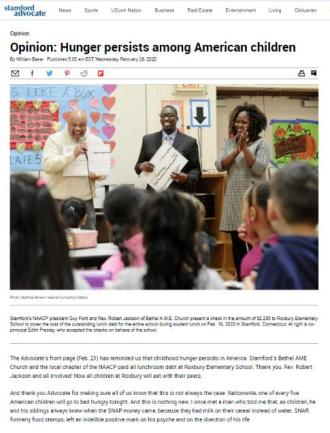 stamford
advocate
News
Sports
UConn Nation
Business
Real Estate
Entertainment
Living
Obituaries
Opinion
Opinion: Hunger persists among American children
By William Baker Published 5:00 am EST, Wednesday, February 26, 2020
LIKE A BOX
Stamford's NAACP president Guy Fortt and Rev. Robert Jackson of Bethel A.M.E. Church present a check in the amount of $2,200 to Roxbury Elementary
School to cover the cost of the outstanding lunch debt for the entire school during student lunch on Feb. 19, 2020 in Stamford, Connecticut. At right is co-
principal Edith Presley, who accepted the checks on behalve of the school
The Advocate's front page (Feb. 21) has reminded us that childhood hunger persists in America. Stamford's Bethel AME
Church and the local chapter of the NAACP paid all lunchroom debt at Roxbury Elementary School. Thank you, Rev. Robert
Jackson and all involved! Now all children at Roxbury will eat with their peers.
And thank you Advocate for making sure all of us know that this is not always the case. Nationwide, one of every five
American children will go to bed hungry tonight. And this is nothing new. I once met a man who told me that, as children, he
and his siblings always knew when the SNAP money came, because they had milk on their cereal instead of water. SNAP,
formerly food stamps, left an indelible positive mark on his psyche and on the direction of his life.